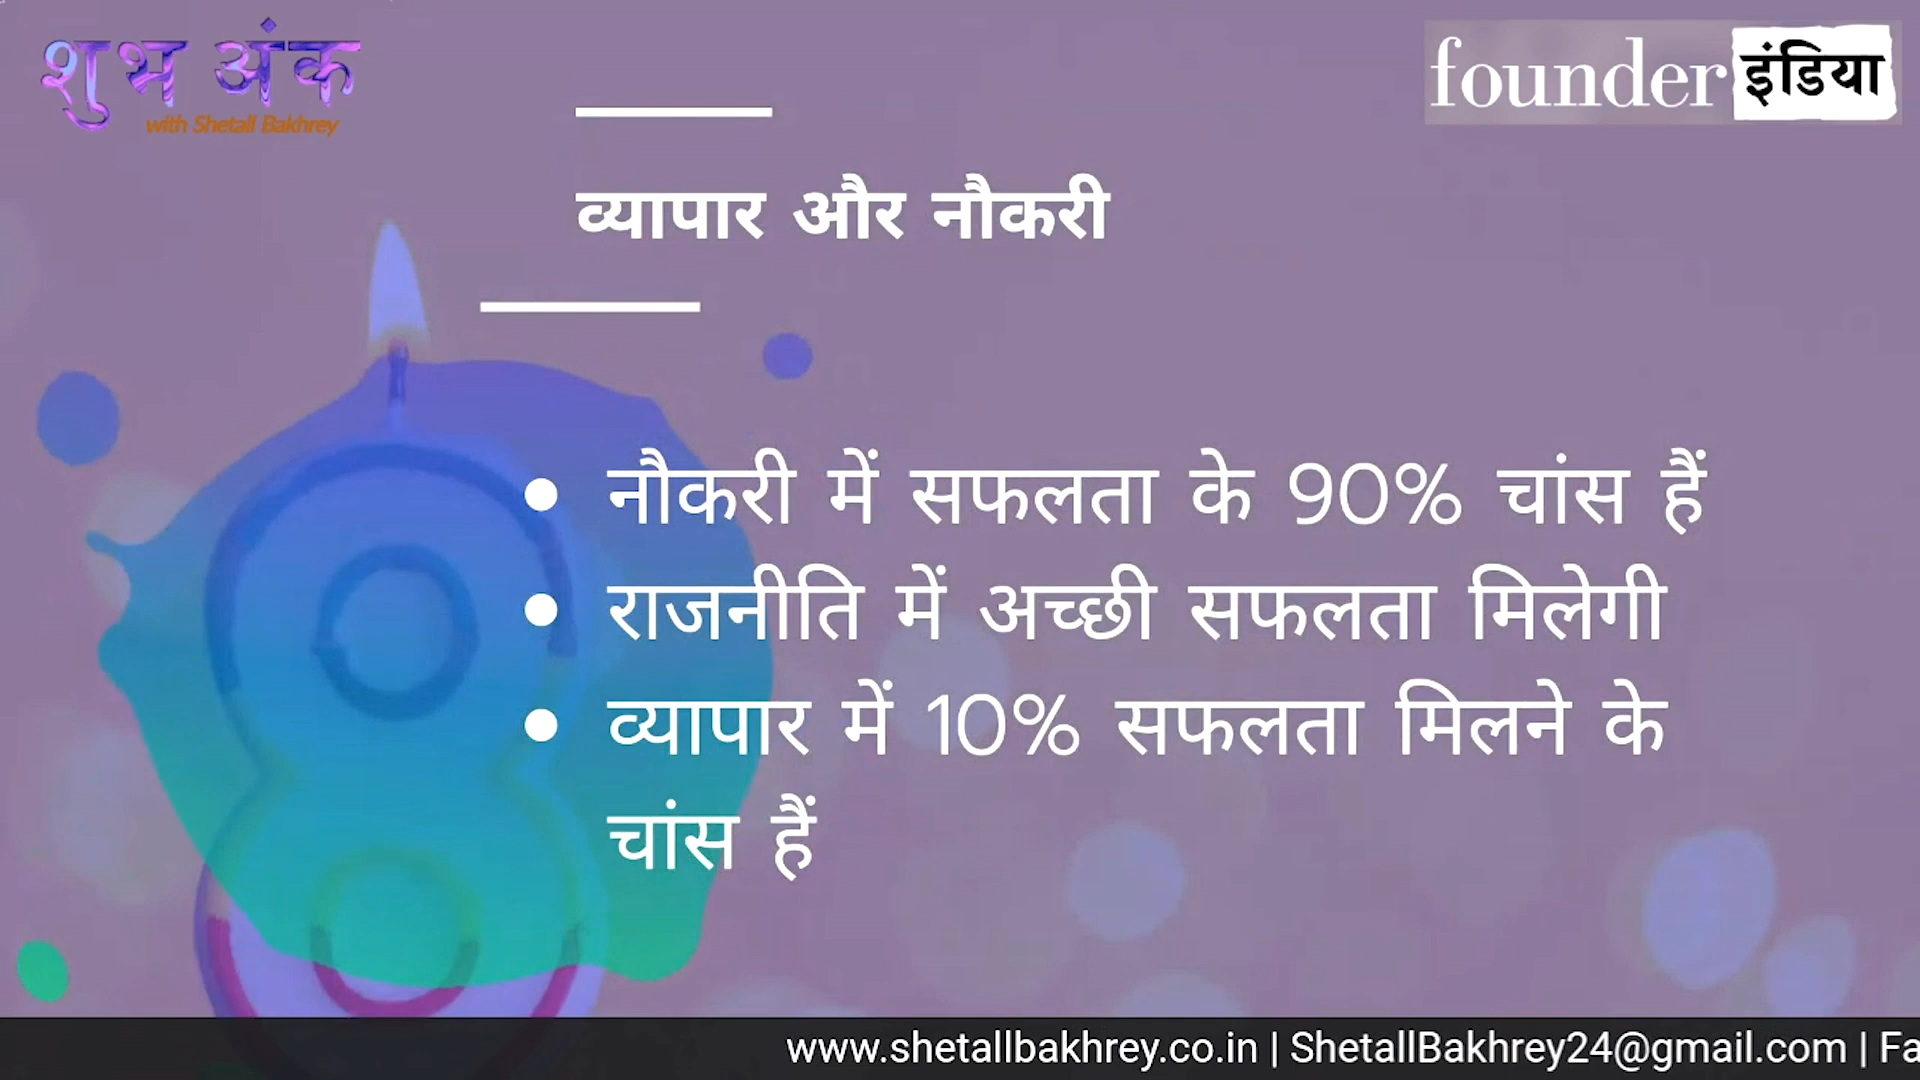 शुभ अंक
with Shetall Bakhrey
founder इंडिया
व्यापार और नौकरी
• नौकरी में सफलता के 90% चांस हैं
• राजनीति में अच्छी सफलता मिलेगी
• व्यापार में 10% सफलता मिलने के
चांस हैं
www.shetallbakhrey.co.in | ShetallBakhrey24@gmail.com | Fa